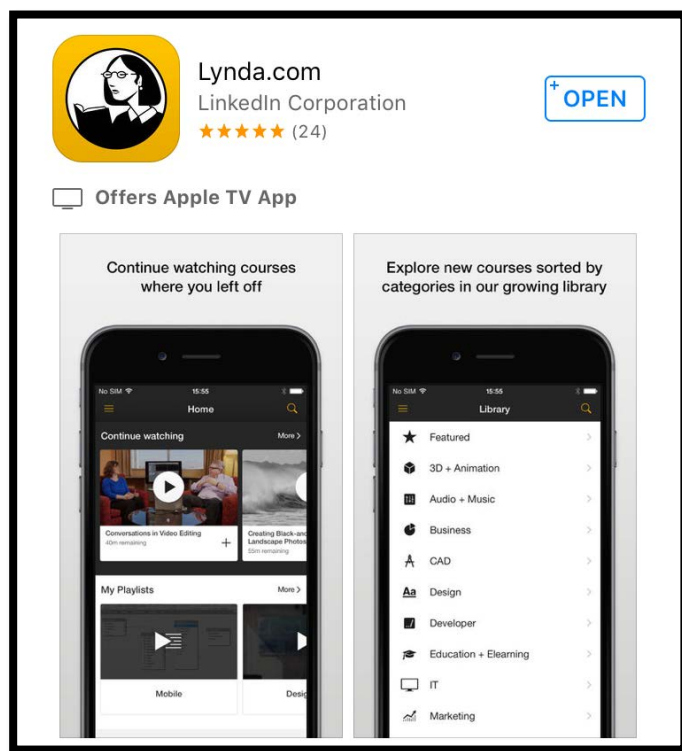 Lynda.com
LinkedIn Corporation
★★★★★ (24)
+ OPEN
Offers Apple TV App
Continue watching courses
where you left off
No SIM 15:55
Home
Continue watching More >
Conversations in Video Editing
40m remaining
Creating Black-and
Landscape Photos
55m remaining
My Playlists More >
Mobile
Desig
Explore new courses sorted by
categories in our growing library
No SIM 15:55
Library
Featured
3D + Animation
Audio + Music
Business
CAD
Aa Design
Developer
Education + Elearning
IT
Marketing